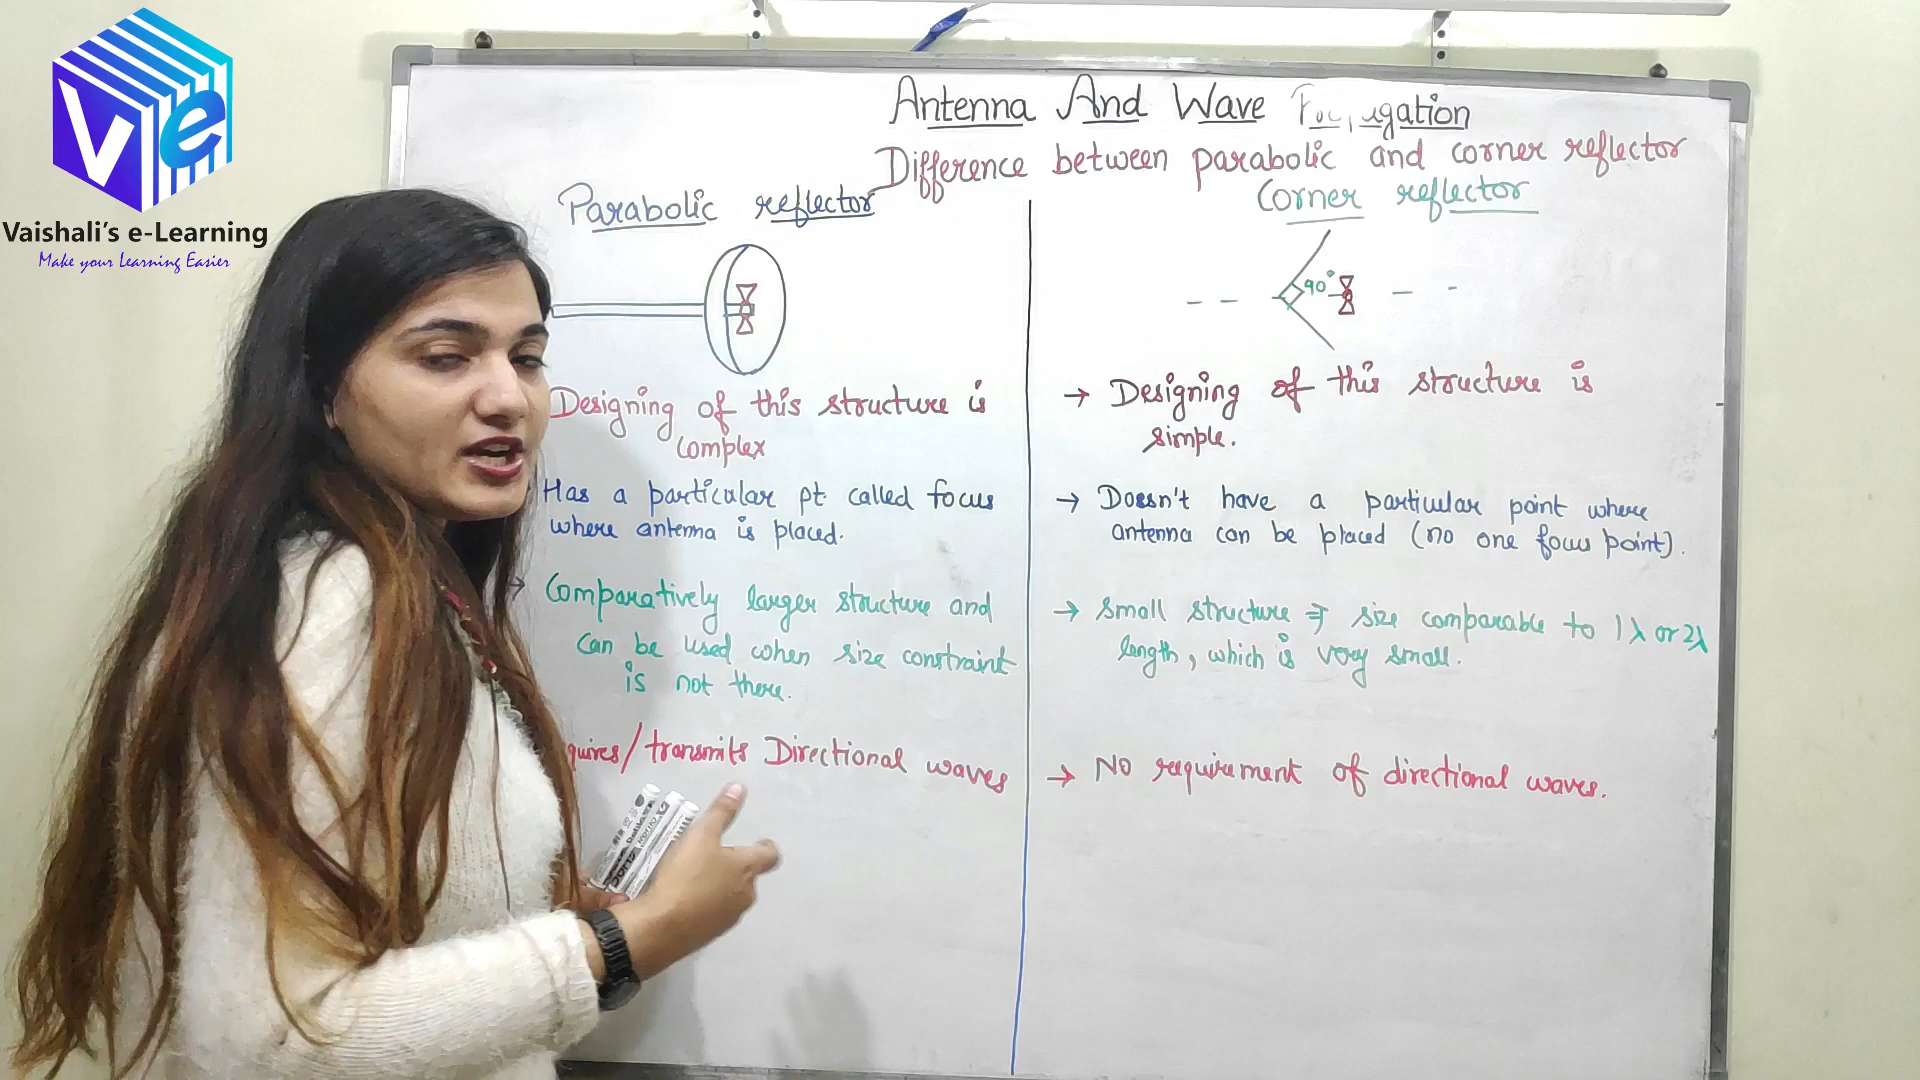 Ve
Vaishali's e-Learning
Make your Learning Easier
Antenna And Wave
Difference between parabolic and corner reflector
Parabolic reflector
Designing of this structure is
complex
Has a particular pt. called focus
where antenna is placed.
→ Comparatively larger structure and
can be used when size constraint
is not there.
quires/transmits Directional waves
Corner reflector
90°
→ Designing of this structure is
simple.
→ Doesn't have a particular point where
antenna can be placed (no one focus point).
→ Small structure ⇒ size comparable to 1λ or 2λ
length, which is very small.
→ No requirement of directional waves.